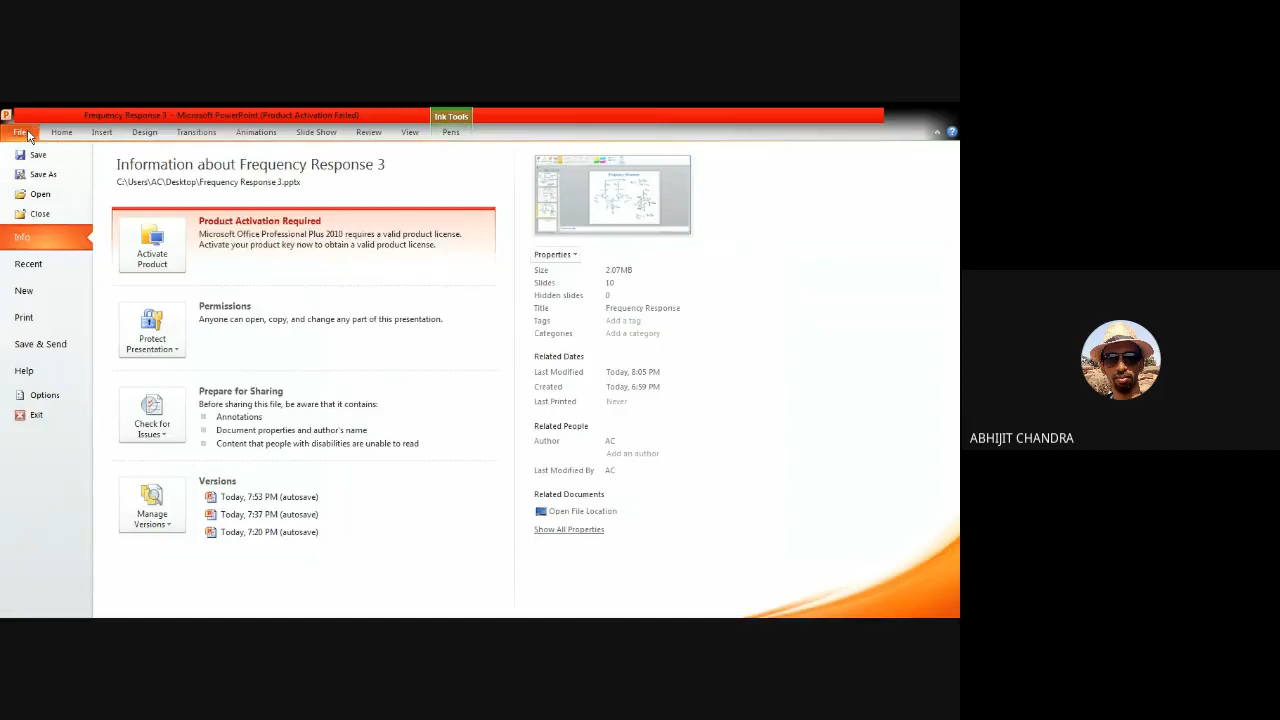 Frequency Response 3 - Microsoft PowerPoint (Product Activation Failed)
Ink Tools
File Home Insert Design Transitions Animations Slide Show Review View Pens
Save
Save As
Open
Close
Info
Recent
New
Print
Save & Send
Help
Options
Exit
Information about Frequency Response 3
C:\Users\AC\Desktop\Frequency Response 3.pptx
Activate
Product
Product Activation Required
Microsoft Office Professional Plus 2010 requires a valid product license.
Activate your product key now to obtain a valid product license.
Protect
Presentation
Permissions
Anyone can open, copy, and change any part of this presentation.
Check for
Issues
Prepare for Sharing
Before sharing this file, be aware that it contains:
Annotations
Document properties and author's name
Content that people with disabilities are unable to read
Manage
Versions
Versions
Today, 7:53 PM (autosave)
Today, 7:37 PM (autosave)
Today, 7:20 PM (autosave)
Frequency Response
Properties
Size 2.07MB
Slides 10
Hidden slides 0
Title Frequency Response
Tags Add a tag
Categories Add a category
Related Dates
Last Modified Today, 8:05 PM
Created Today, 6:59 PM
Last Printed Never
Related People
Author AC
Add an author
Last Modified By AC
Related Documents
Open File Location
Show All Properties
ABHIJIT CHANDRA